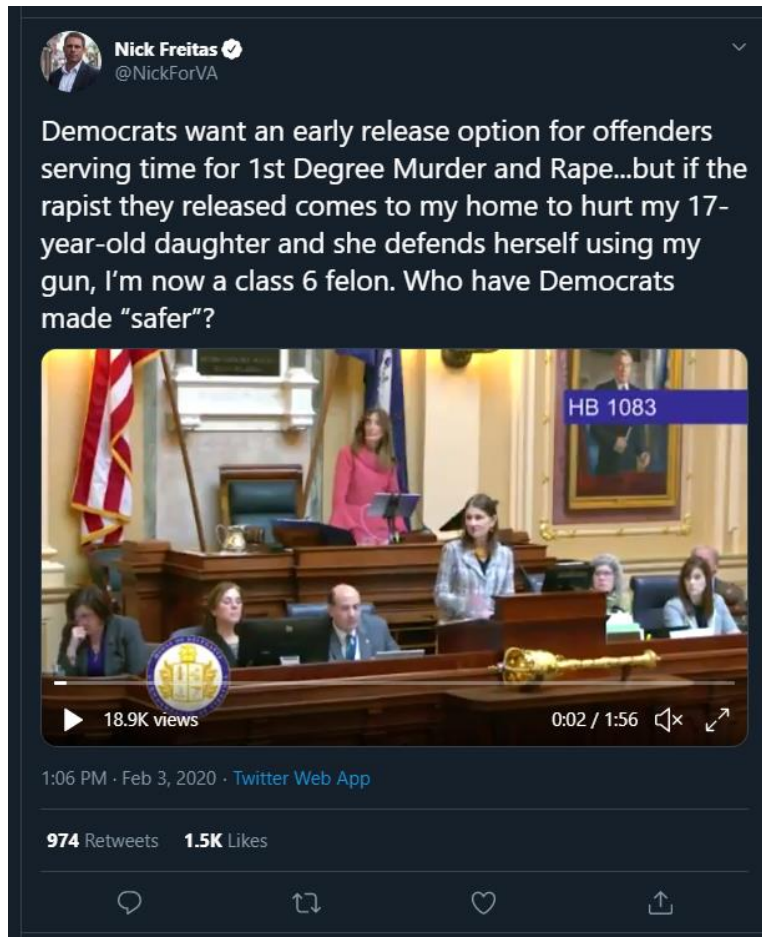 Nick Freitas
@NickForVA
Democrats want an early release option for offenders
serving time for 1st Degree Murder and Rape...but if the
rapist they released comes to my home to hurt my 17-
year-old daughter and she defends herself using my
gun, I’m now a class 6 felon. Who have Democrats
made “safer”?
HB 1083
18.9K views
0:02 / 1:56
1:06 PM · Feb 3, 2020 · Twitter Web App
974 Retweets 1.5K Likes